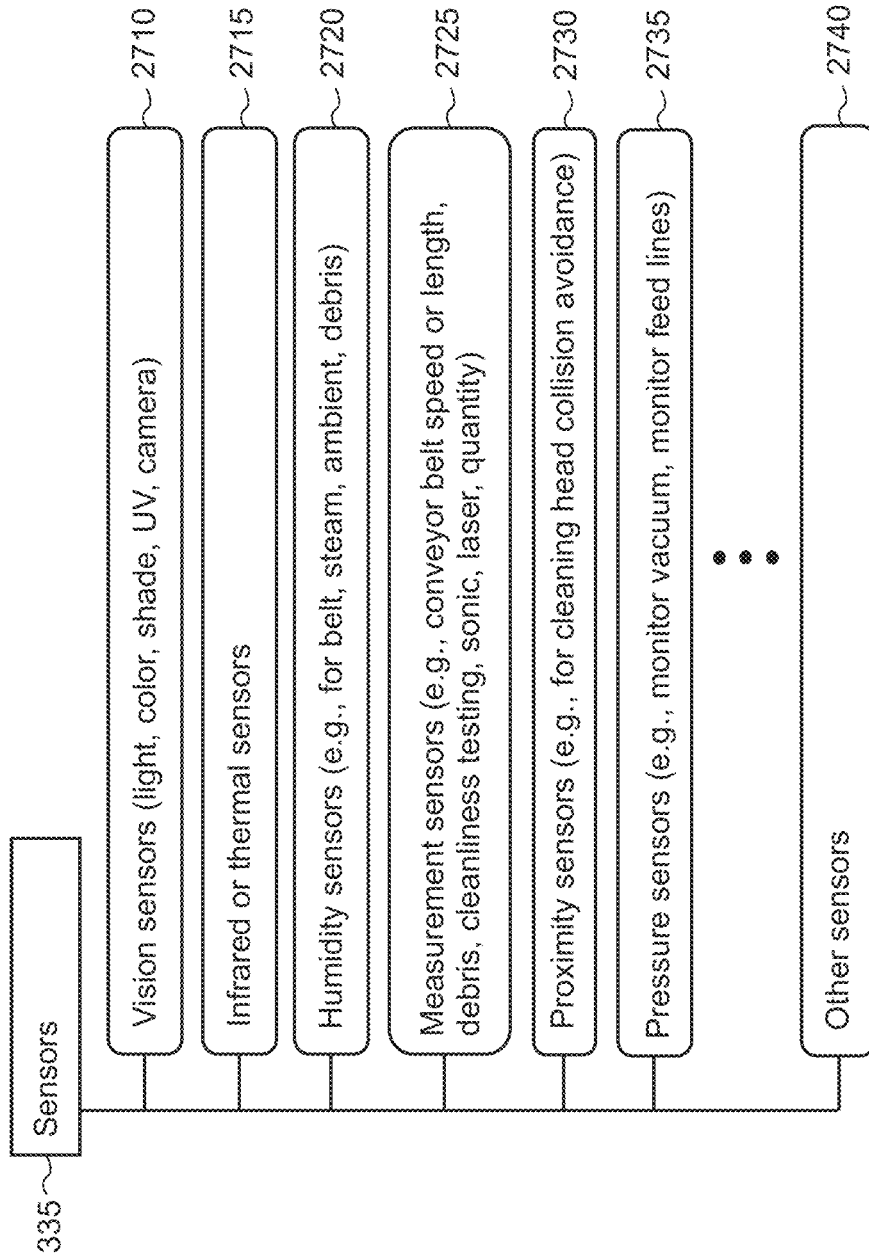 335
Sensors
Vision sensors (light, color, shade, UV, camera)
2710
Infrared or thermal sensors
2715
Humidity sensors (e.g., for belt, steam, ambient, debris)
2720
Measurement sensors (e.g., conveyor belt speed or length,
debris, cleanliness testing, sonic, laser, quantity)
2725
Proximity sensors (e.g., for cleaning head collision avoidance)
2730
Pressure sensors (e.g., monitor vacuum, monitor feed lines)
2735
Other sensors
2740